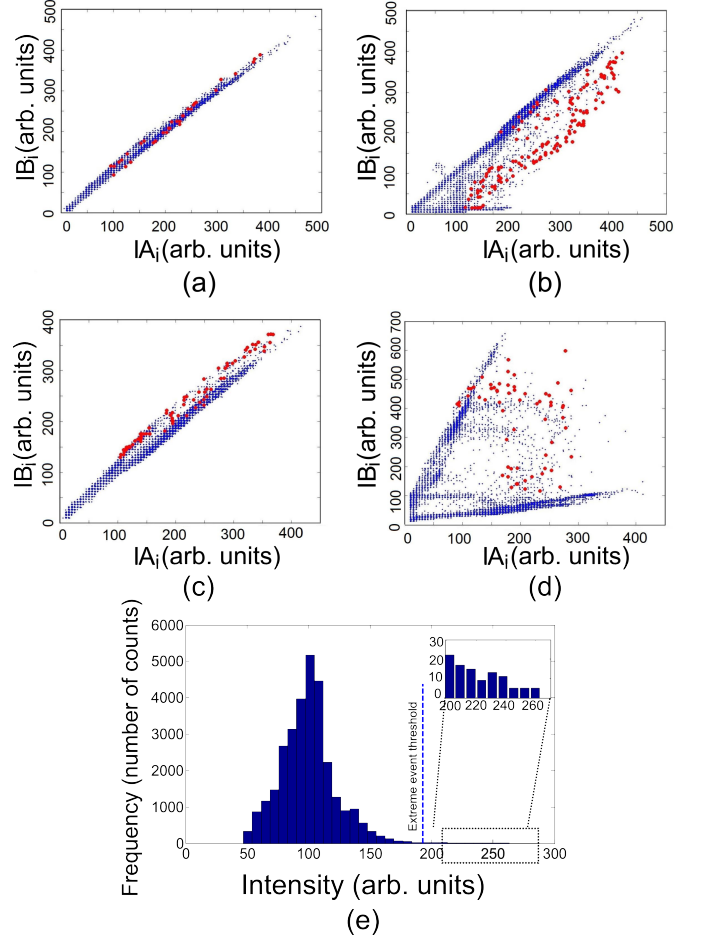 500
400
300
200
100
0
IBi(arb. units)
0 100 200 300 400 500
IAi(arb. units)
(a)
500
400
300
200
100
0
IBi(arb. units)
0 100 200 300 400 500
IAi(arb. units)
(b)
400
300
200
100
0
IBi(arb. units)
0 100 200 300 400
IAi(arb. units)
(c)
700
600
500
400
300
200
100
0
IBi(arb. units)
0 100 200 300 400
IAi(arb. units)
(d)
Frequency (number of counts)
6000
5000
4000
3000
2000
1000
0
Extreme event threshold
30
20
10
0
200 220 240 260
0 50 100 150 200 250 300
Intensity (arb. units)
(e)